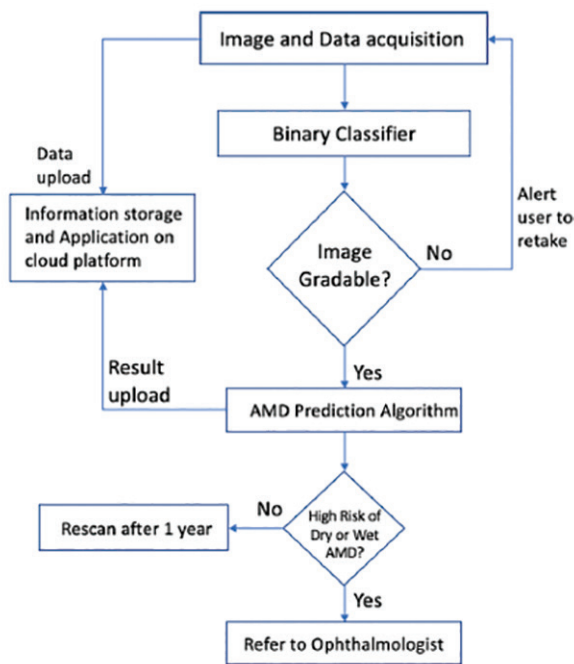 Image and Data acquisition
Binary Classifier
Data
upload
Alert
user to
retake
Information storage
and Application on
cloud platform
Image
Gradable?
No
Yes
Result
upload
AMD Prediction Algorithm
No
High Risk of
Dry or Wet
AMD?
Rescan after 1 year
Yes
Refer to Ophthalmologist